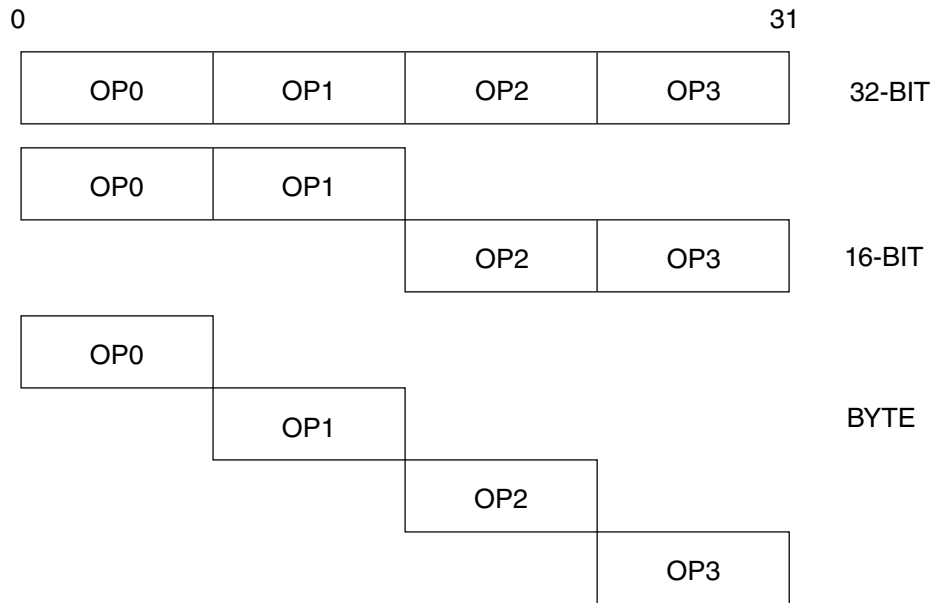 0 31
OP0 OP1 OP2 OP3 32-BIT
OP0 OP1
OP2 OP3 16-BIT
OP0
OP1 BYTE
OP2
OP3